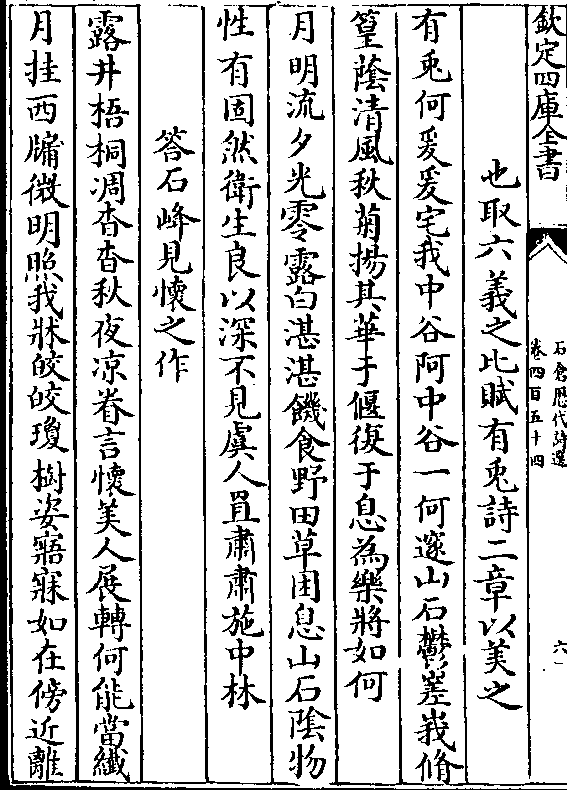 欽定四庫全書
石倉歷代詩選
卷四百五十四
六
也取六義之比賦有兎詩二章以美之
有兎何爰爰宅我中谷阿中谷一何邃山石鬱嵳峩脩
篁蔭清風秋菊揚其華于偃復于息為樂將如何
月明流夕光零露白湛湛饑食野田草困息山石陰物
性有固然衛生良以深不見虞人罝肅肅施中林
答石峰見懷之作
露井梧桐凋杳杳秋夜凉眷言懷美人展轉何能當纖
月挂西牖微明照我牀皎皎瓊樹姿寤寐如在傍近離